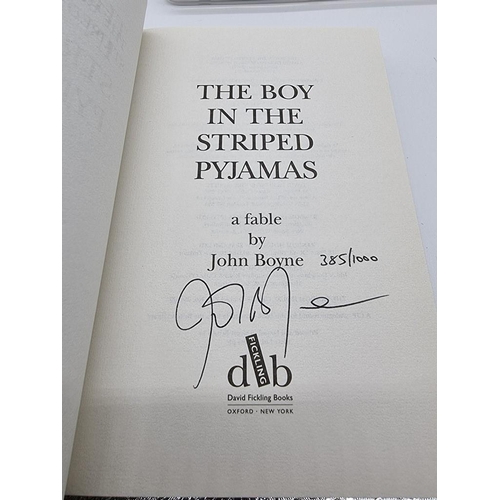 THE BOY
IN THE
STRIPED
PYJAMAS
a fable
by
John Boyne 385/1000
FICKLING
dfb
David Fickling Books
OXFORD · NEW YORK